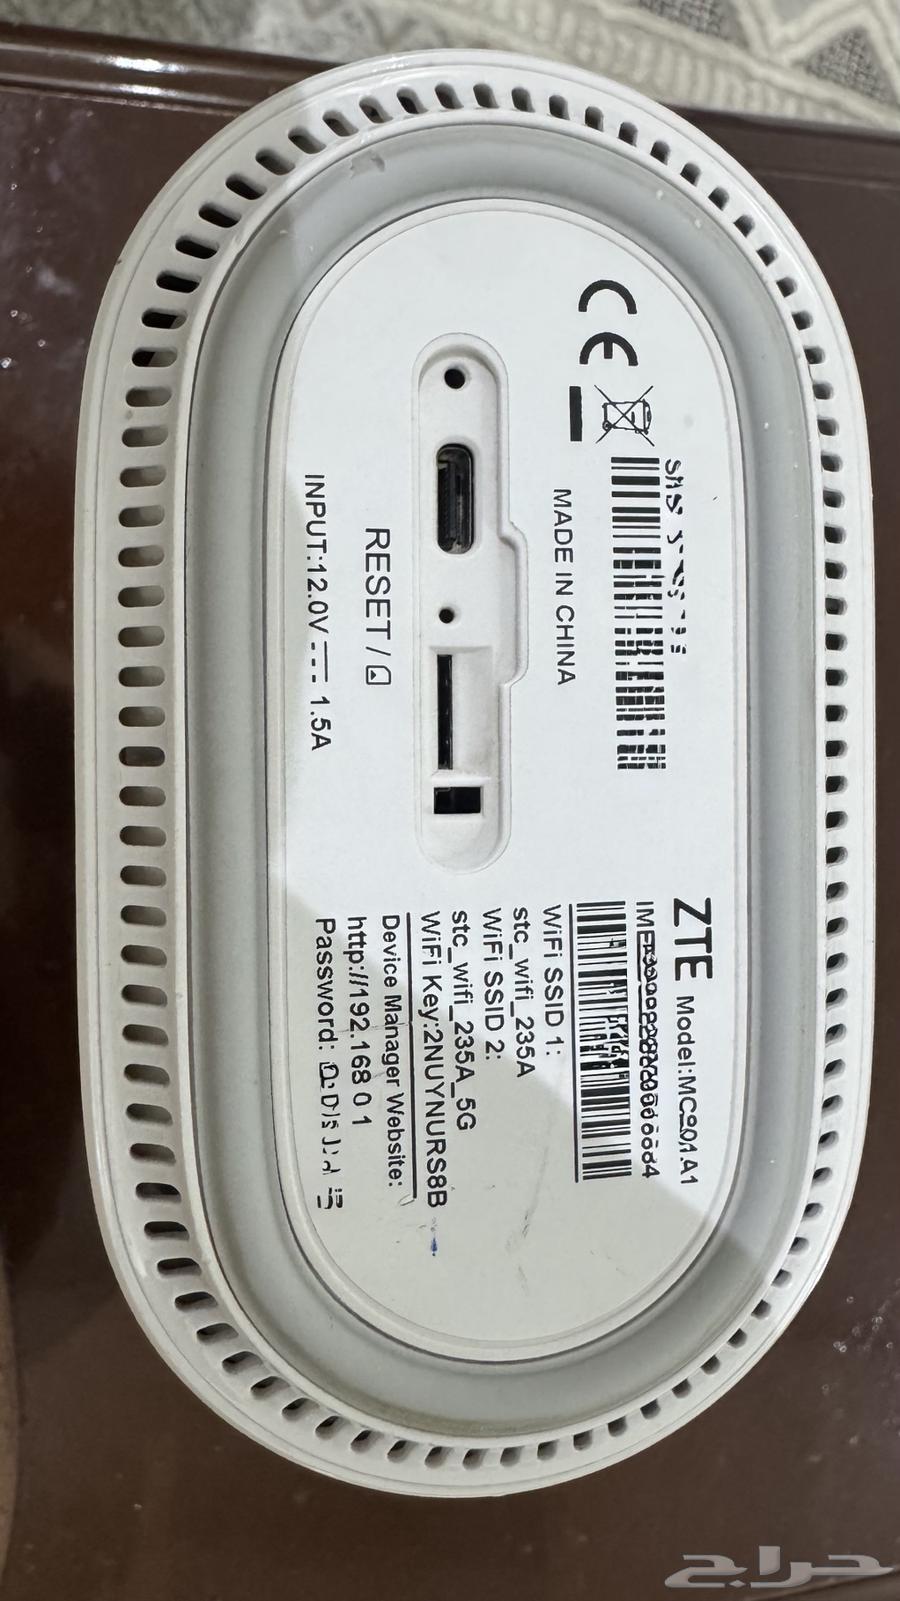 MADE IN CHINA
RESET /
INPUT:12.0V 1.5A
ZTE Model:MC801A1
WiFi SSID 1:
stc_wifi_235A
WiFi SSID 2:
stc_wifi_235A_5G
WiFi Key:2NUYNURS8B
Device Manager Website:
http://192.168.0.1
Password:
حراج